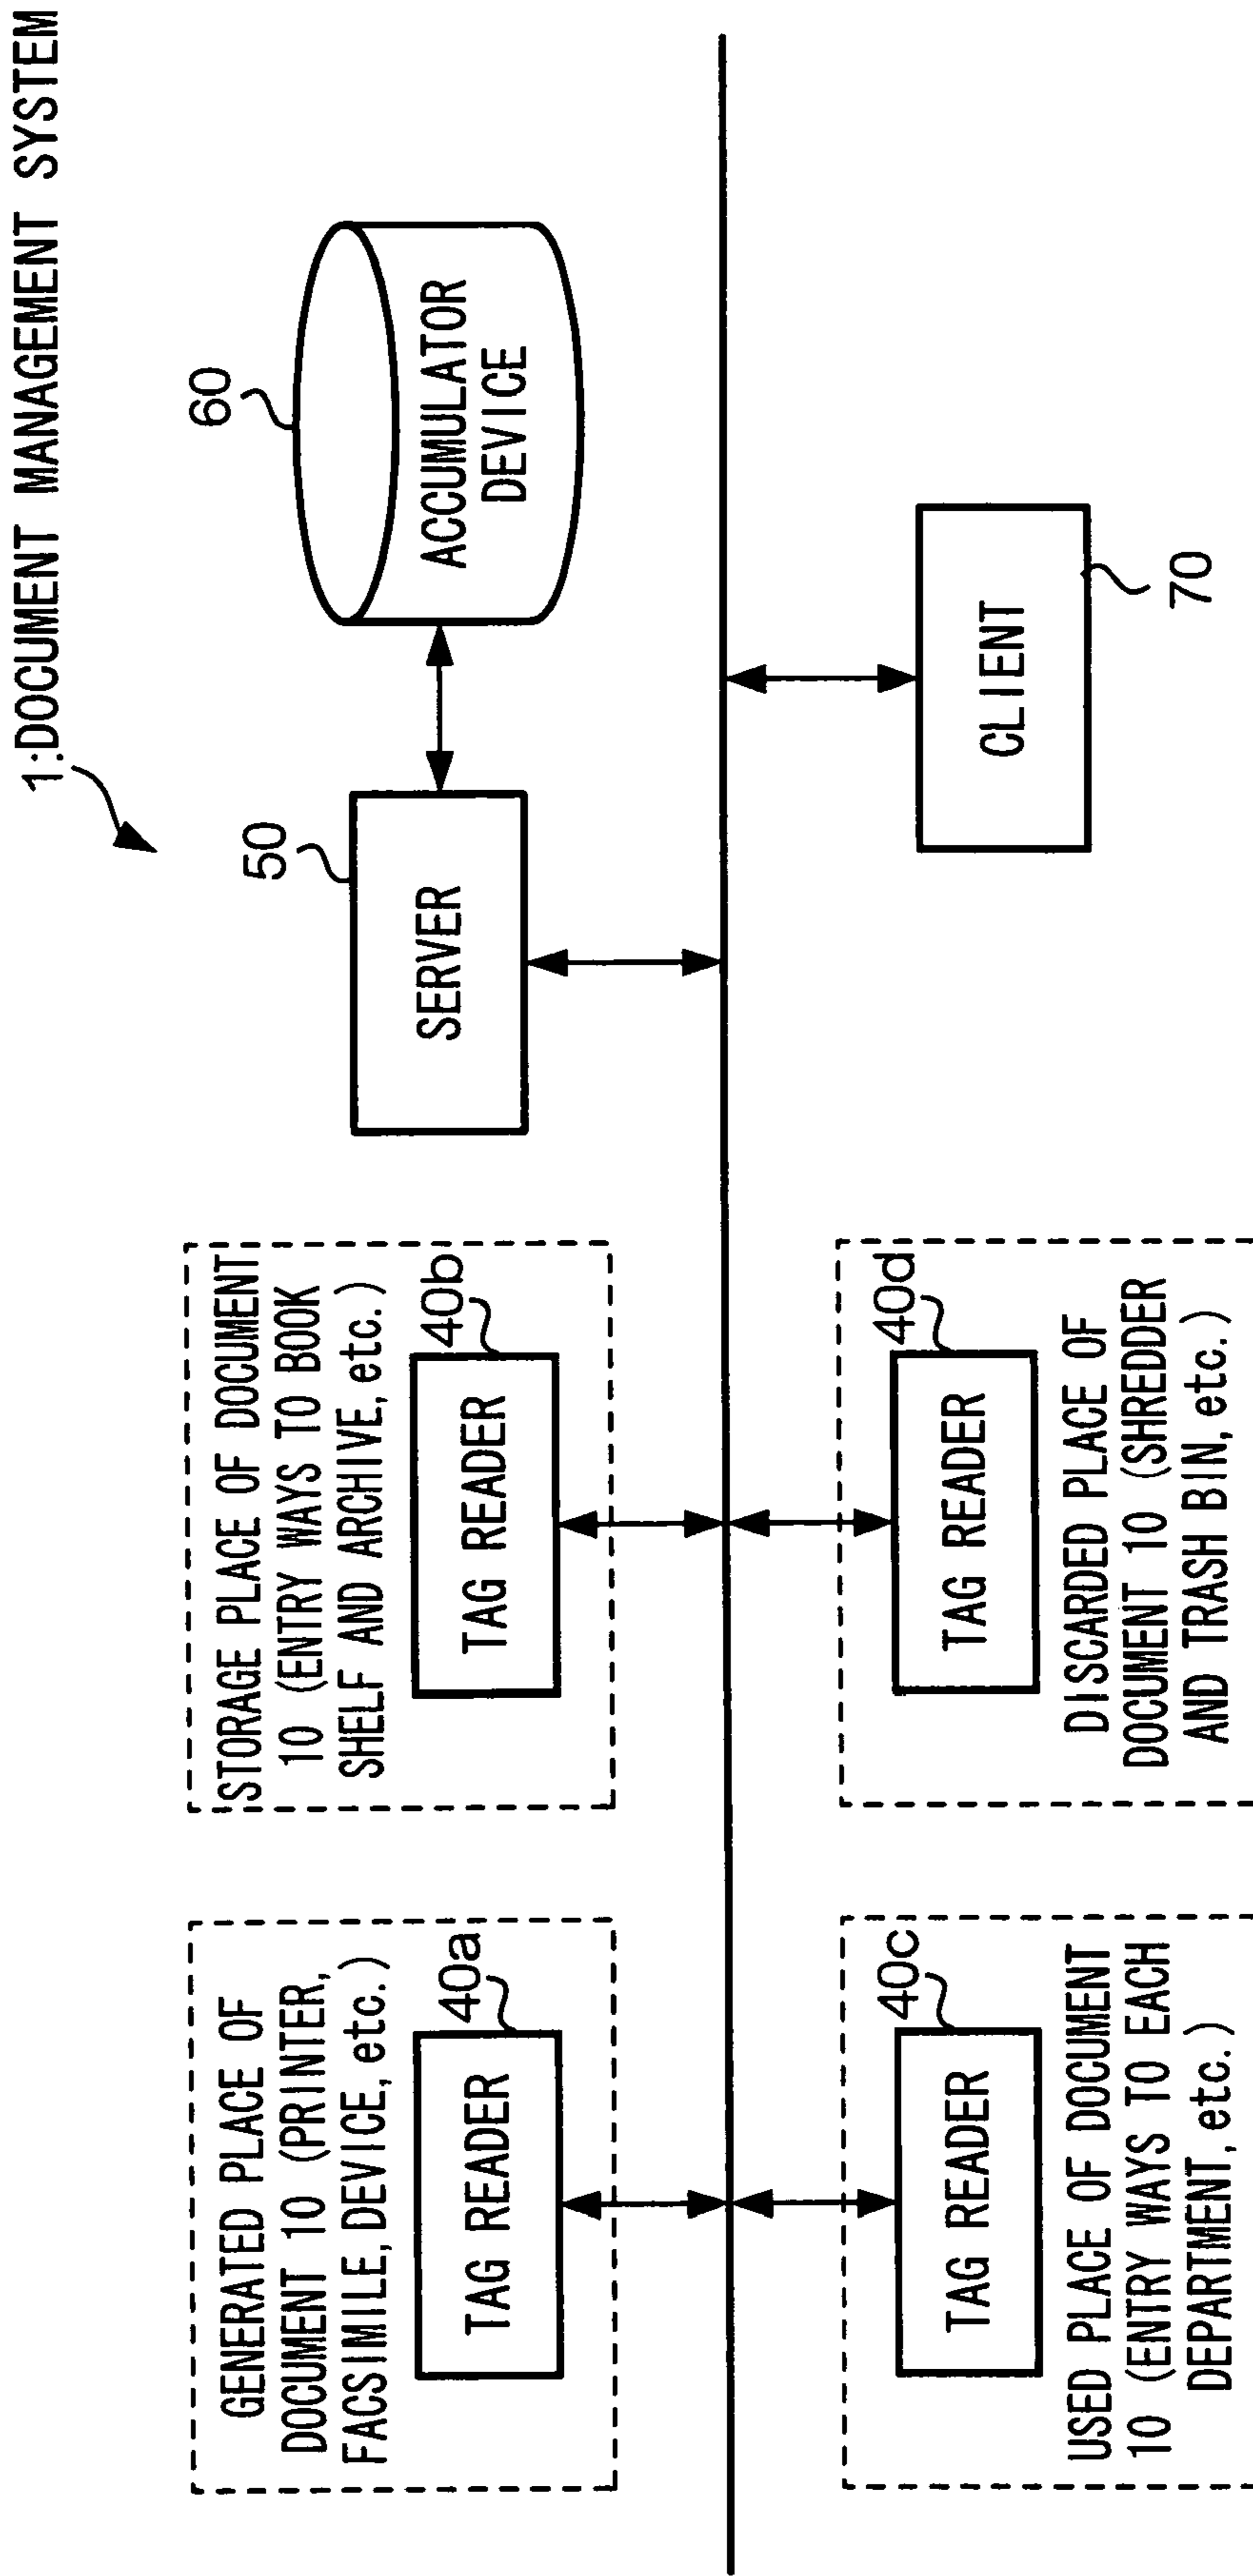 1:DOCUMENT MANAGEMENT SYSTEM
GENERATED PLACE OF
DOCUMENT 10 (PRINTER,
FACSIMILE,DEVICE,etc.)
40a
TAG READER
STORAGE PLACE OF DOCUMENT
10 (ENTRY WAYS TO BOOK
SHELF AND ARCHIVE,etc.)
40b
TAG READER
50
SERVER
60
ACCUMULATOR
DEVICE
40c
TAG READER
USED PLACE OF DOCUMENT
10 (ENTRY WAYS TO EACH
DEPARTMENT,etc.)
40d
TAG READER
DISCARDED PLACE OF
DOCUMENT 10 (SHREDDER
AND TRASH BIN,etc.)
CLIENT
70